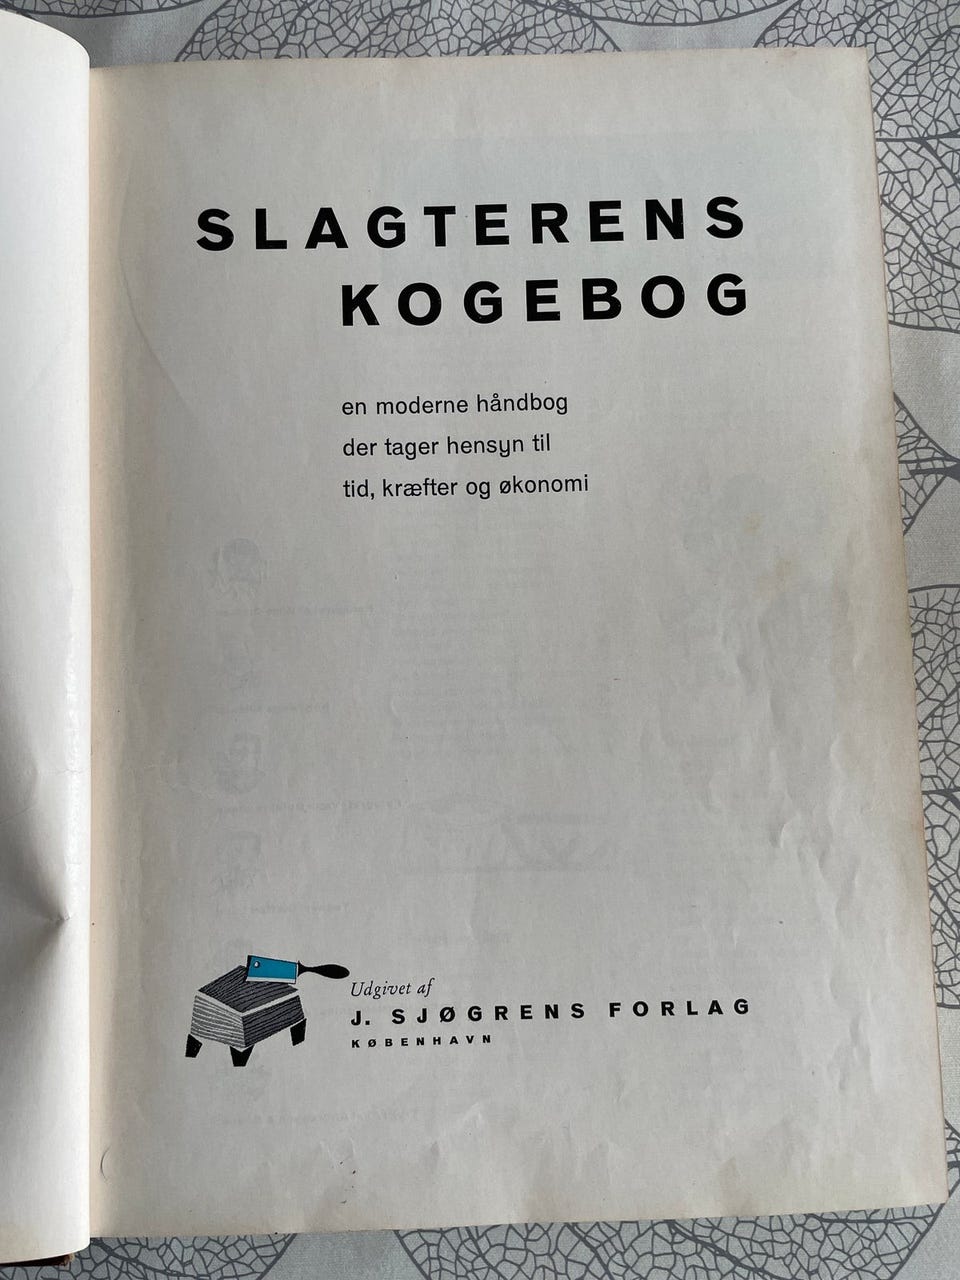 SLAGTERENS
KOGEBOG
en moderne håndbog
der tager hensyn til
tid, kræfter og økonomi
Udgivet af
J. SJØGRENS FORLAG
KØBENHAVN